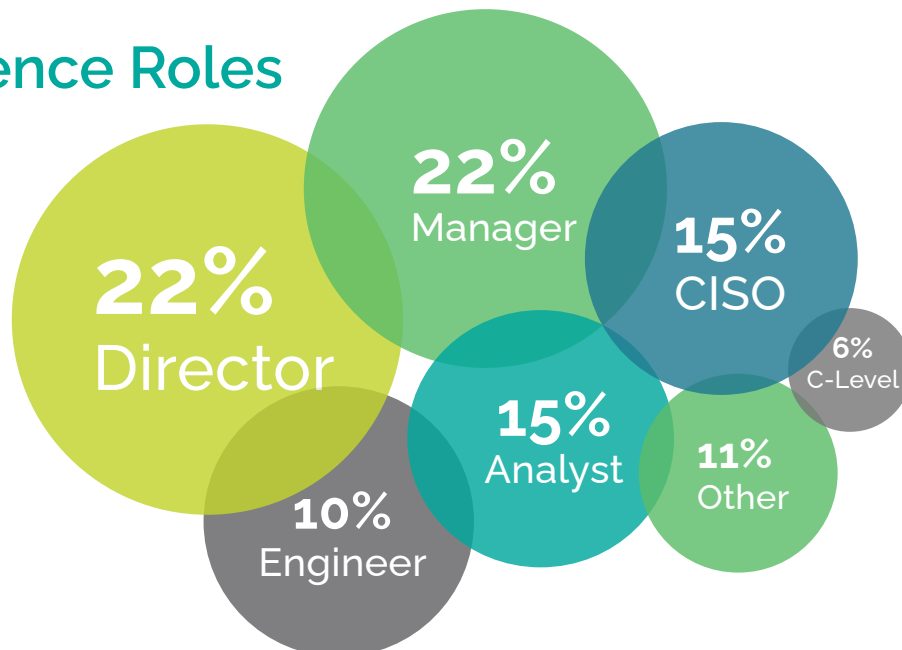 ence Roles
22%
Manager
15%
CISO
22%
Director
6%
C-Level
15%
Analyst
11%
Other
10%
Engineer